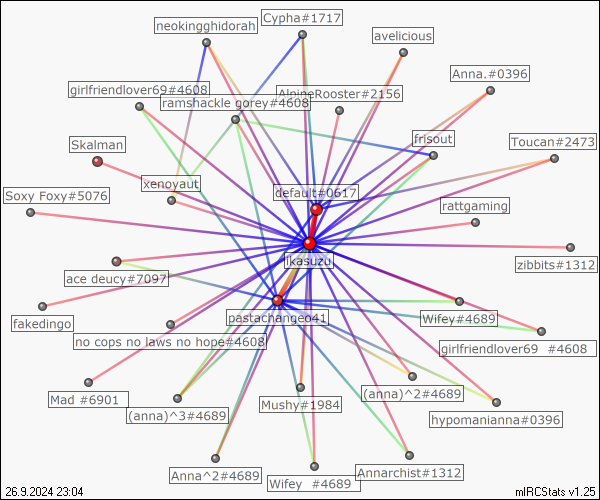 Cypha#1717
neokingghidorah
avelicious
Anna.#0396
girlfriendlover69#4608
AlpineRooster#2156
ramshackle gorey#4608
Skalman
frisout
Toucan#2473
xenoyaut
default#0617
Soxy Foxy#5076
rattgaming
Ikasuzu
zibbits#1312
ace deucy#7097
pastachangeo41
Wifey#4689
fakedingo
no cops no laws no hope#4608
girlfriendlover69 #4608
Mad #6901
(anna)^3#4689
Mushy#1984
(anna)^2#4689
hypomanianna#0396
Anna^2#4689
Wifey #4689
Annarchist#1312
26.9.2024 23:04
mIRCStats v1.25